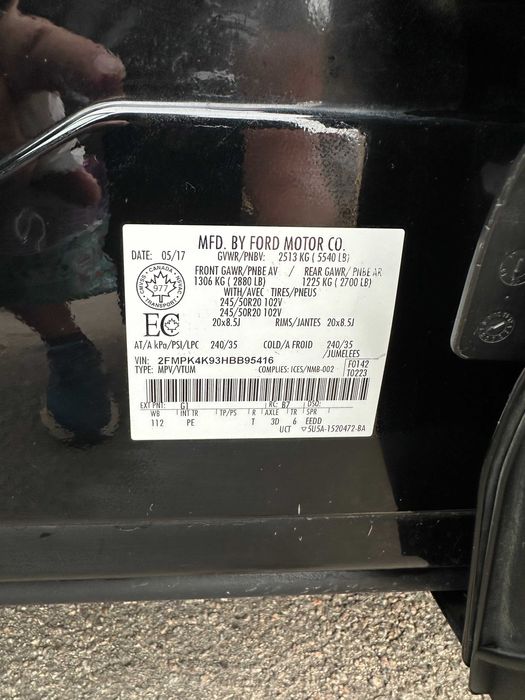 MFD. BY FORD MOTOR CO.
DATE: 05/17 GVWR/PNBV: 2513 KG ( 5540 LB)
FRONT GAWR/PNBE AV / REAR GAWR/PNBE AR
1306 KG ( 2880 LB) 1225 KG ( 2700 LB)
WITH/AVEC TIRES/PNEUS
245/50R20 102V
245/50R20 102V
20x8.5J RIMS/JANTES 20x8.5J
CANADA
977
TRANSPORT
EC
AT/A kPa/PSI/LPC 240/35 COLD/A FROID 240/35
/JUMELEES
VIN: 2FMPK4K93HBB95416
TYPE: MPV/VTUM COMPLIES: ICES/NMB-002
F0142
T0223
EXT PNT: G1 RC: B7 DSO:
WB INT TR TP/PS R AXLE TR SPR
112 PE T 3D 6 EEDD
UCT ▽5U5A-1520472-BA